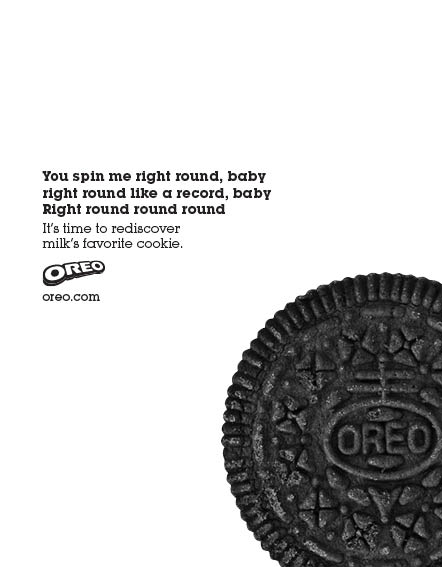 You spin me right round, baby
right round like a record, baby
Right round round round
It's time to rediscover
milk's favorite cookie.
OREO
oreo.com
OREO